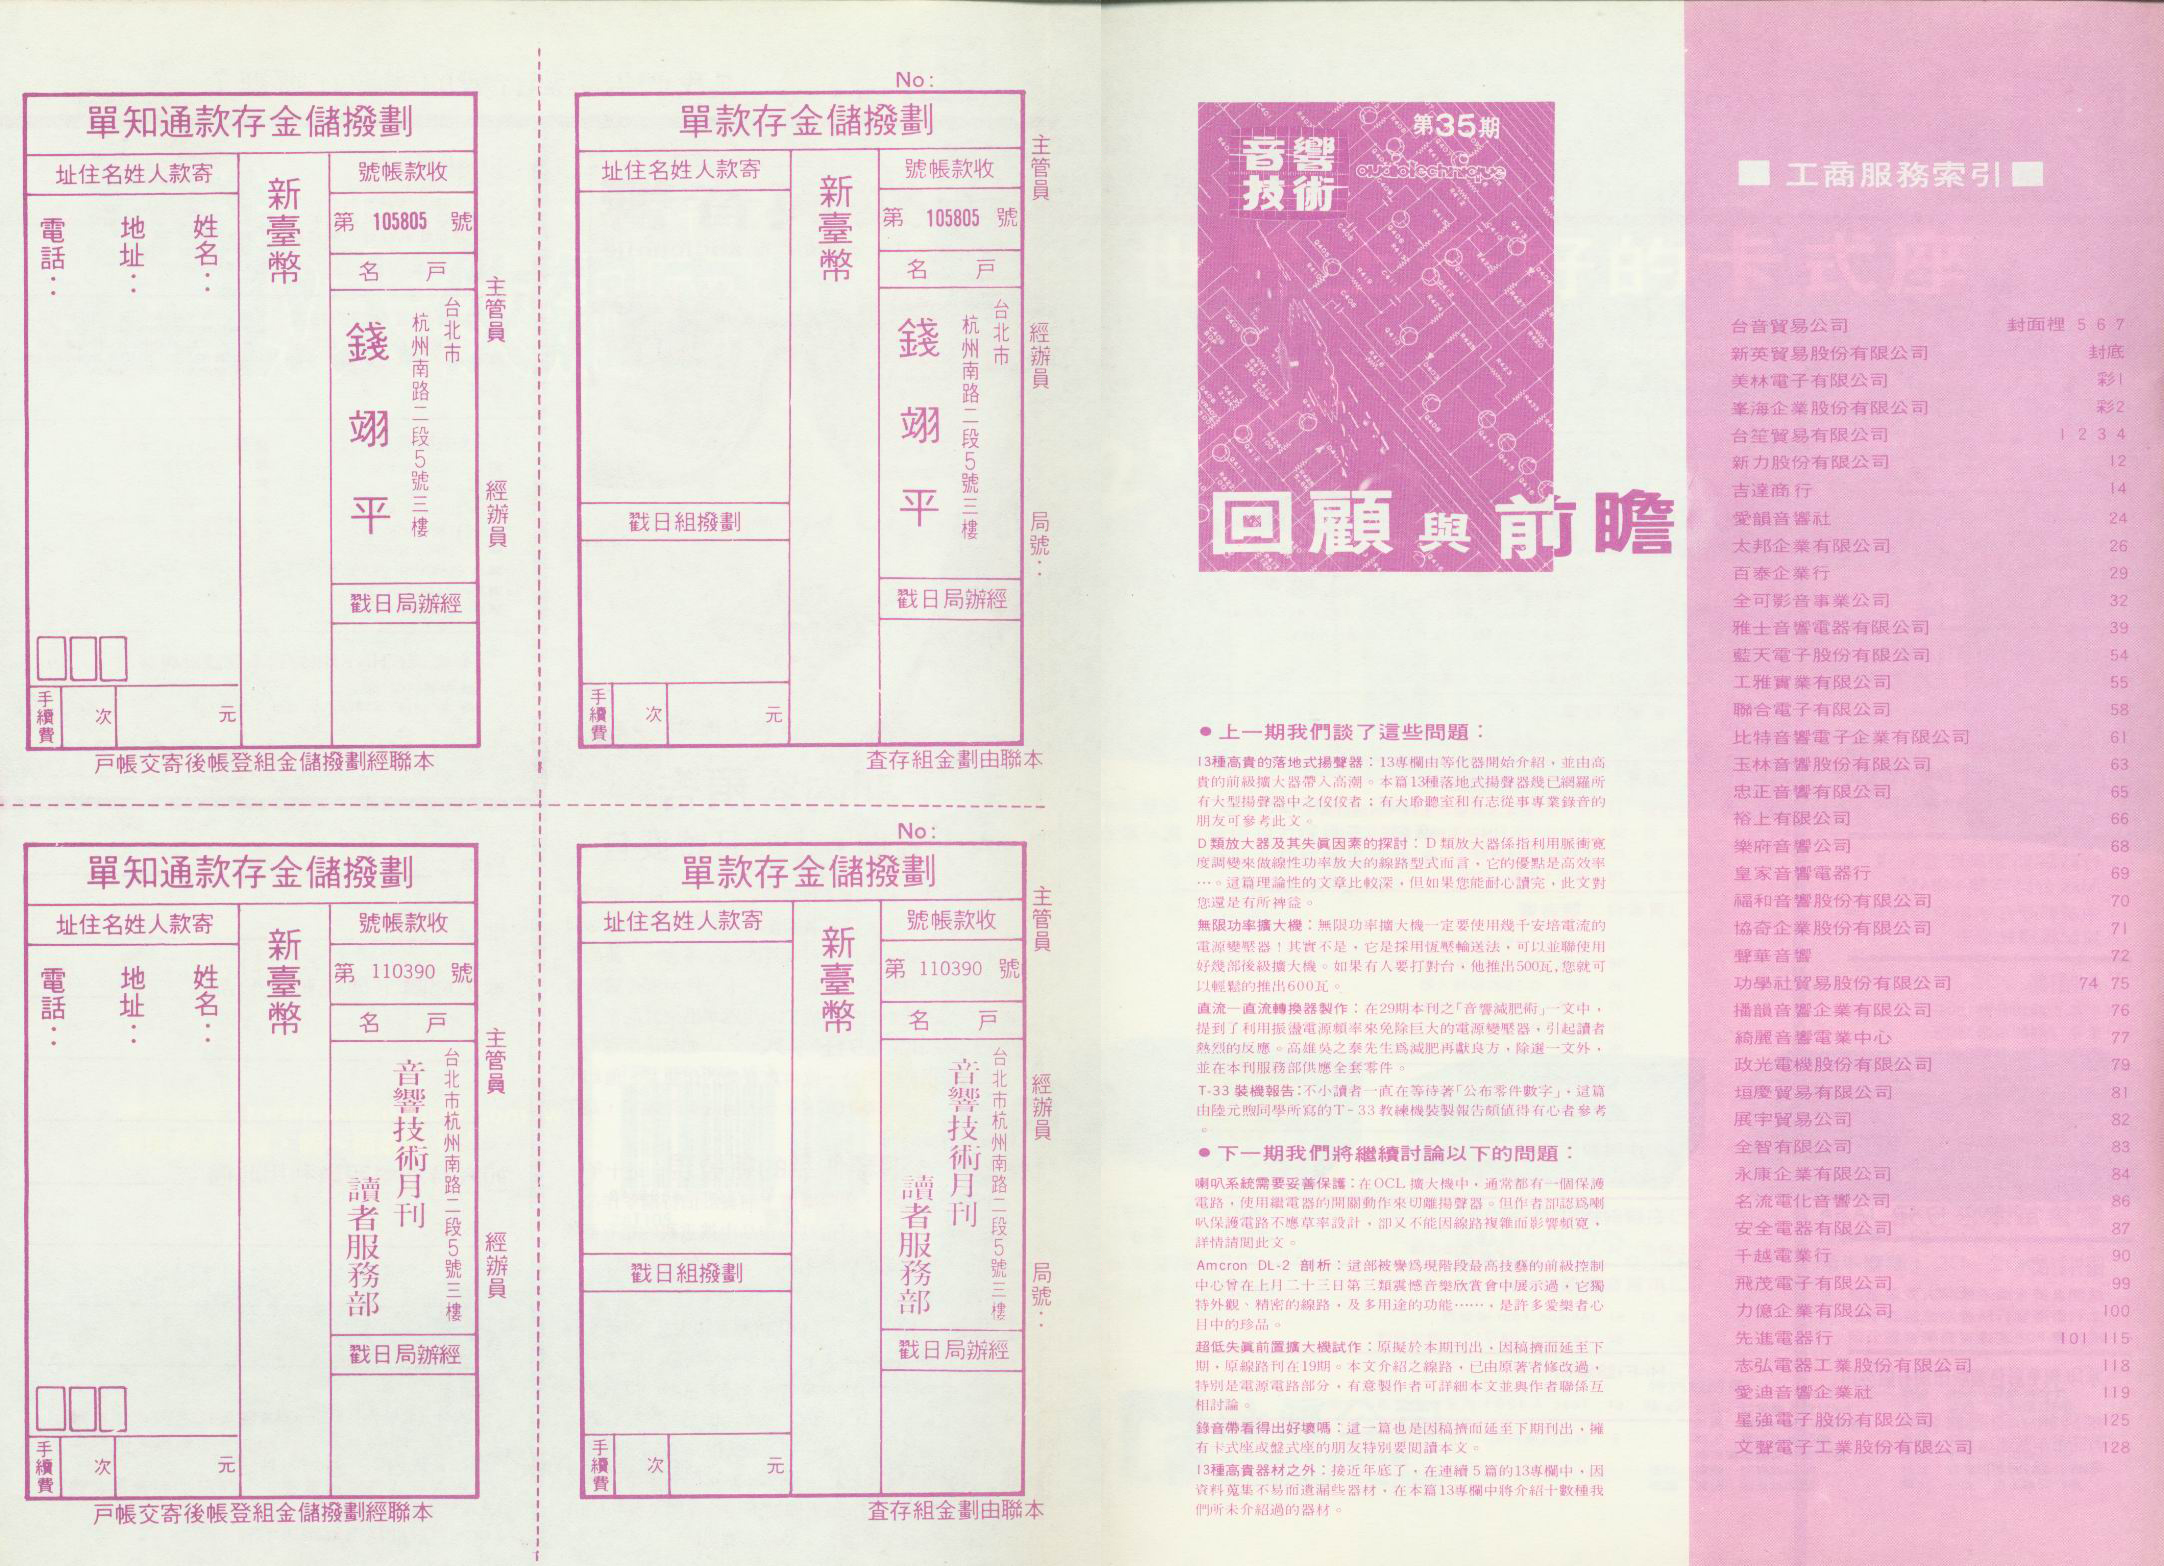 單知通款存金儲撥劃
址住名姓人款寄
新臺幣
號帳款收
第 105805 號
名 戶
姓名：
地址：
電話：
台北市
杭州南路二段5號三樓
錢翊平
戳日局辦經
主管員
經辦員
手續費
次
元
戶帳交寄後帳登組金儲撥劃經聯本
No:
單款存金儲撥劃
址住名姓人款寄
新臺幣
號帳款收
第 105805 號
名 戶
台北市
杭州南路二段5號三樓
錢翊平
戳日組撥劃
戳日局辦經
主管員
經辦員
局號：
手續費
次
元
查存組金劃由聯本
單知通款存金儲撥劃
址住名姓人款寄
新臺幣
號帳款收
第 110390 號
名 戶
姓名：
地址：
電話：
台北市杭州南路二段5號三樓
音響技術月刊
讀者服務部
戳日局辦經
主管員
經辦員
手續費
次
元
戶帳交寄後帳登組金儲撥劃經聯本
No:
單款存金儲撥劃
址住名姓人款寄
新臺幣
號帳款收
第 110390 號
名 戶
台北市杭州南路二段5號三樓
音響技術月刊
讀者服務部
戳日組撥劃
戳日局辦經
主管員
經辦員
局號：
手續費
次
元
查存組金劃由聯本
第35期
音響
技術
audiotechnique
回顧與前瞻
●上一期我們談了這些問題：
13種高貴的落地式揚聲器：13專欄由等化器開始介紹，並由高
貴的前級擴大器帶入高潮。本篇13種落地式揚聲器幾已網羅所
有大型揚聲器中之佼佼者；有大聆聽室和有志從事專業錄音的
朋友可參考此文。
D類放大器及其失眞因素的探討：D類放大器係指利用脈衝寬
度調變來做線性功率放大的線路型式而言，它的優點是高效率
…。這篇理論性的文章比較深，但如果您能耐心讀完，此文對
您還是有所裨益。
無限功率擴大機：無限功率擴大機一定要使用幾千安培電流的
電源變壓器！其實不是，它是採用恆壓輸送法，可以並聯使用
好幾部後級擴大機。如果有人要打對台，他推出500瓦，您就可
以輕鬆的推出600瓦。
直流—直流轉換器製作：在29期本刊之「音響減肥術」一文中，
提到了利用振盪電源頻率來免除巨大的電源變壓器，引起讀者
熱烈的反應。高雄吳之泰先生爲減肥再獻良方，除選一文外，
並在本刊服務部供應全套零件。
T-33 裝機報告：不小讀者一直在等待著「公布零件數字」，這篇
由陸元煦同學所寫的T-33教練機裝製報告頗值得有心者參考
。
●下一期我們將繼續討論以下的問題：
喇叭系統需要妥善保護：在OCL擴大機中，通常都有一個保護
電路，使用繼電器的開關動作來切離揚聲器。但作者卻認爲喇
叭保護電路不應草率設計，卻又不能因線路複雜而影響頻寬，
詳情請閱此文。
Amcron DL-2 剖析：這部被譽爲現階段最高技藝的前級控制
中心曾在上月二十三日第三類震憾音樂欣賞會中展示過，它獨
特外觀、精密的線路，及多用途的功能……，是許多愛樂者心
目中的珍品。
超低失眞前置擴大機試作：原擬於本期刊出，因稿擠而延至下
期，原線路刊在19期。本文介紹之線路，已由原著者修改過，
特別是電源電路部分，有意製作者可詳細本文並與作者聯係互
相討論。
錄音帶看得出好壞嗎：這一篇也是因稿擠而延至下期刊出，擁
有卡式座或盤式座的朋友特別要閱讀本文。
13種高貴器材之外：接近年底了，在連續5篇的13專欄中，因
資料蒐集不易而遺漏些器材，在本篇13專欄中將介紹十數種我
們所未介紹過的器材。
■ 工商服務索引 ■
台音貿易公司 封面裡 5 6 7
新英貿易股份有限公司 封底
美林電子有限公司 彩1
峯海企業股份有限公司 彩2
台笙貿易有限公司 1 2 3 4
新力股份有限公司 12
吉達商行 14
愛韻音響社 24
太邦企業有限公司 26
百泰企業行 29
全可影音事業公司 32
雅士音響電器有限公司 39
藍天電子股份有限公司 54
工雅實業有限公司 55
聯合電子有限公司 58
比特音響電子企業有限公司 61
玉林音響股份有限公司 63
忠正音響有限公司 65
裕上有限公司 66
樂府音響公司 68
皇家音響電器行 69
福和音響股份有限公司 70
協奇企業股份有限公司 71
聲華音響 72
功學社貿易股份有限公司 74 75
播韻音響企業有限公司 76
綺麗音響電業中心 77
政光電機股份有限公司 79
垣慶貿易有限公司 81
展宇貿易公司 82
全智有限公司 83
永康企業有限公司 84
名流電化音響公司 86
安全電器有限公司 87
千越電業行 90
飛茂電子有限公司 99
力億企業有限公司 100
先進電器行 101 115
志弘電器工業股份有限公司 118
愛迪音響企業社 119
星強電子股份有限公司 125
文聲電子工業股份有限公司 128